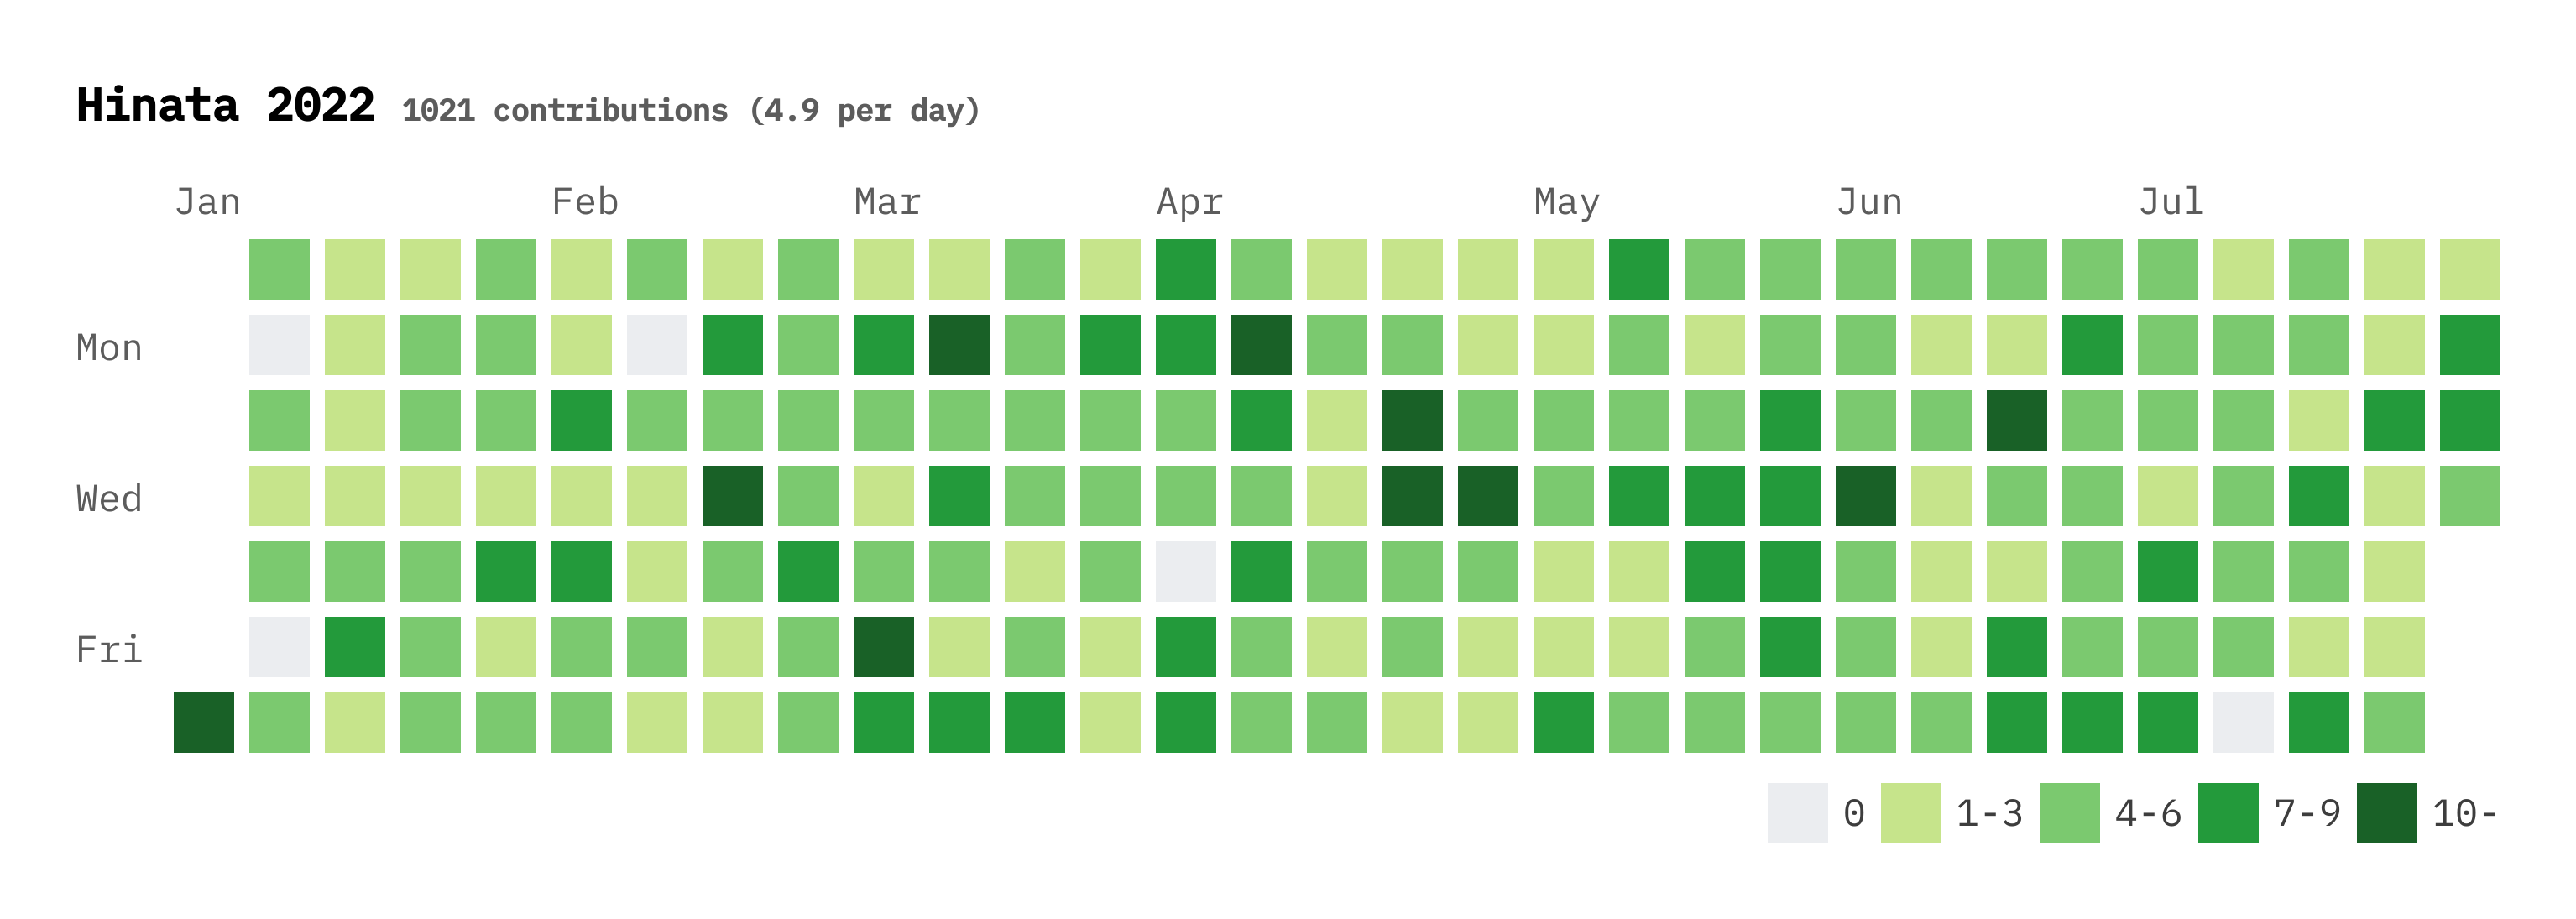 Hinata 2022 1021 contributions (4.9 per day)
Jan Feb Mar Apr May Jun Jul
Mon
Wed
Fri
0 1-3 4-6 7-9 10-